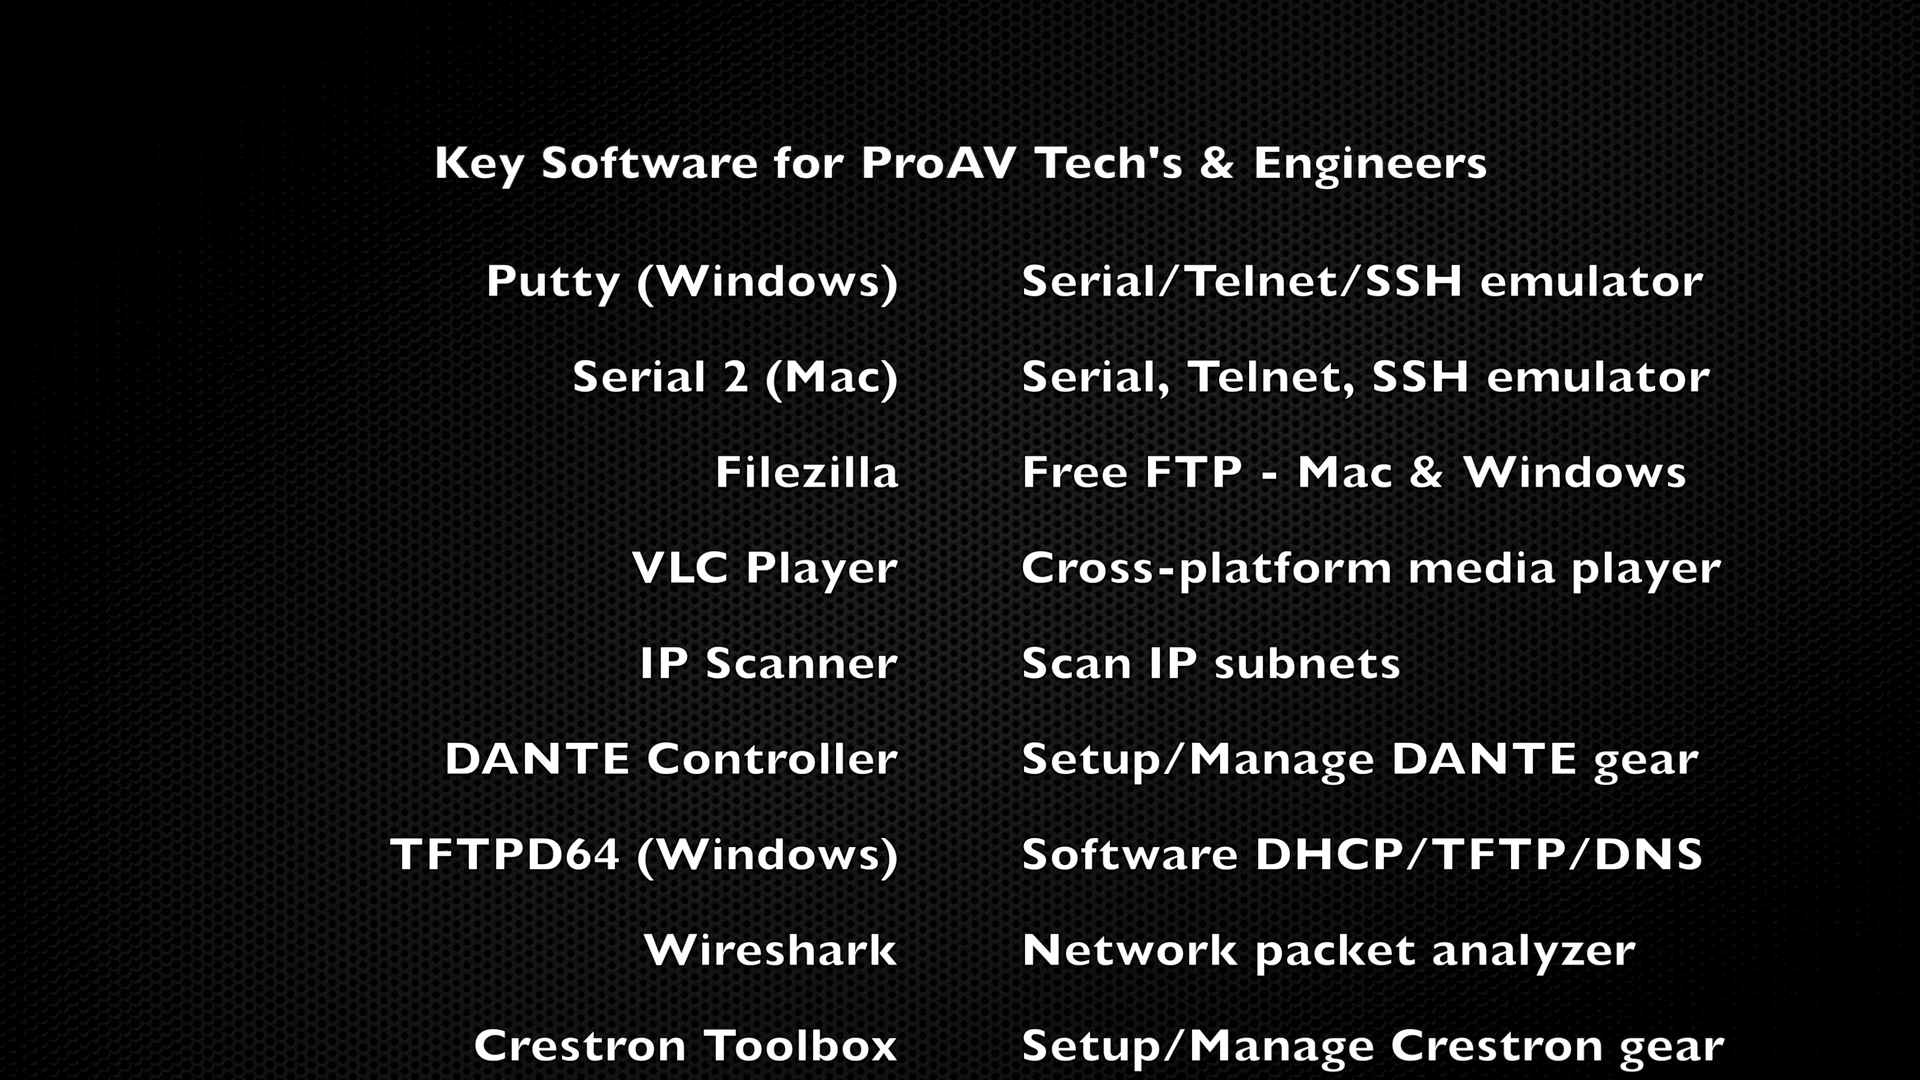 Key Software for ProAV Tech's & Engineers
Putty (Windows) Serial/Telnet/SSH emulator
Serial 2 (Mac) Serial, Telnet, SSH emulator
Filezilla Free FTP - Mac & Windows
VLC Player Cross-platform media player
IP Scanner Scan IP subnets
DANTE Controller Setup/Manage DANTE gear
TFTPD64 (Windows) Software DHCP/TFTP/DNS
Wireshark Network packet analyzer
Crestron Toolbox Setup/Manage Crestron gear